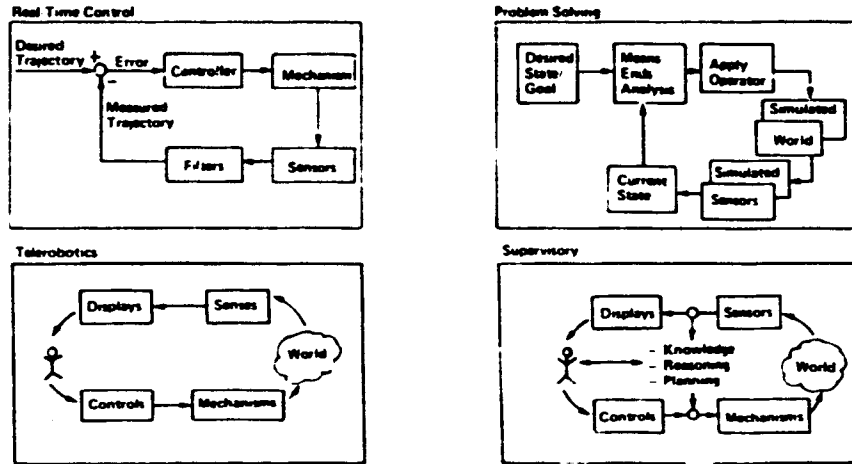 Real-Time Control
Desired
Trajectory
+
Error
-
Controller
Mechanism
Measured
Trajectory
Filters
Sensors
Problem Solving
Desired
State/
Goal
Means
Ends
Analysis
Apply
Operator
Simulated
World
Simulated
Sensors
Current
State
Telerobotics
Displays
Senses
World
Controls
Mechanisms
Supervisory
Displays
Sensors
- Knowledge
- Reasoning
- Planning
World
Controls
Mechanisms